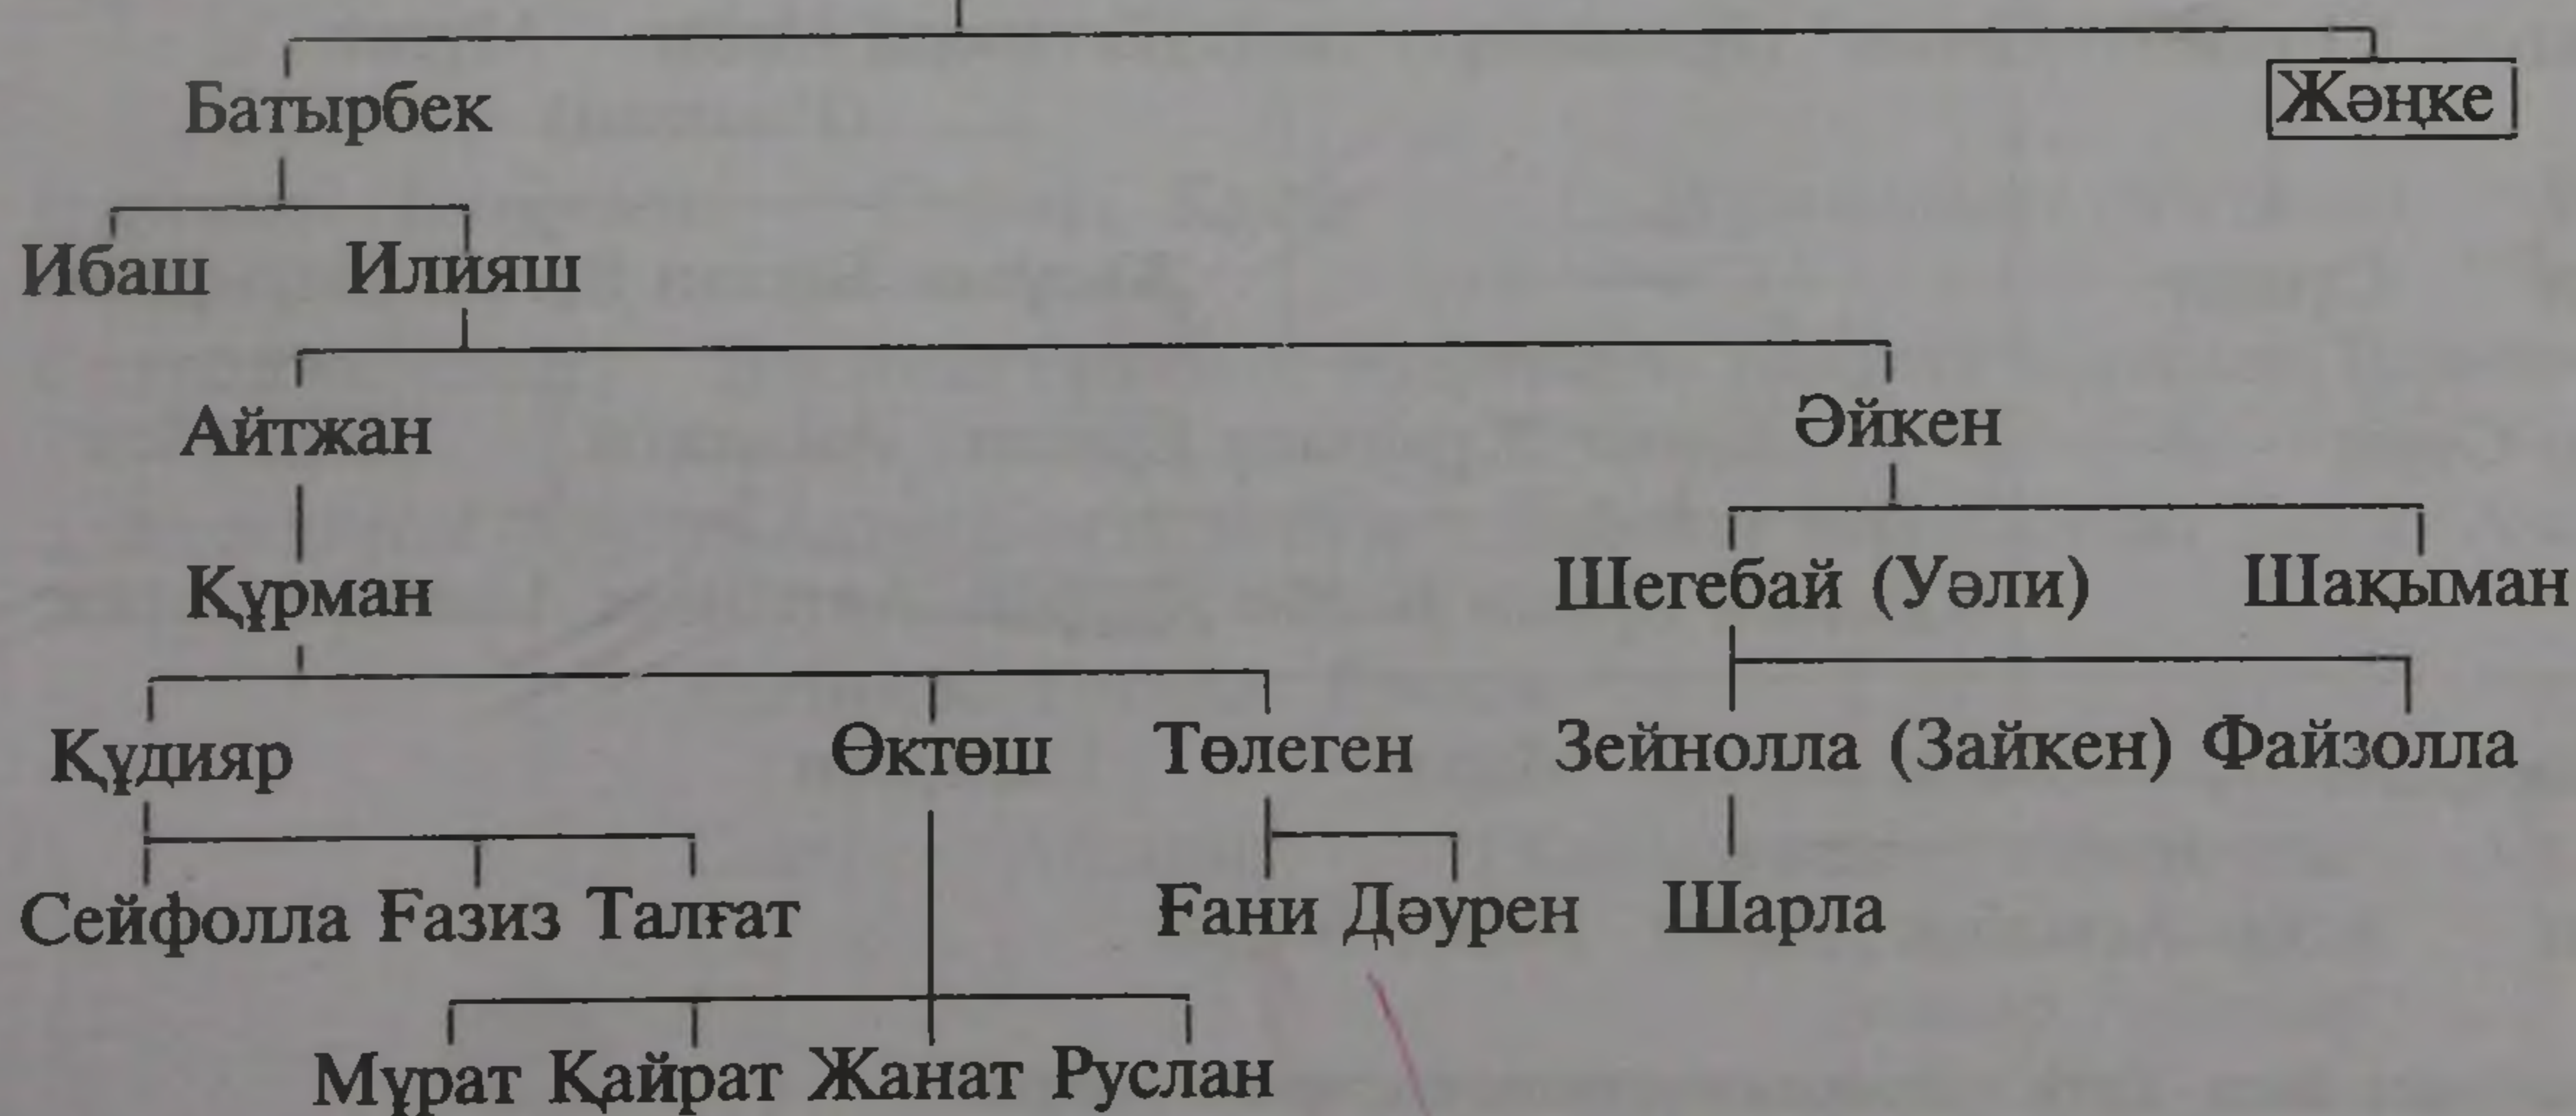 Батырбек Жәңке
Ибаш Илияш
Айтжан Әйкен
Құрман Шегебай (Уәли) Шақыман
Құдияр Өктөш Төлеген Зейнолла (Зайкен) Файзолла
Сейфолла Ғазиз Талғат Ғани Дәурен Шарла
Мұрат Қайрат Жанат Руслан